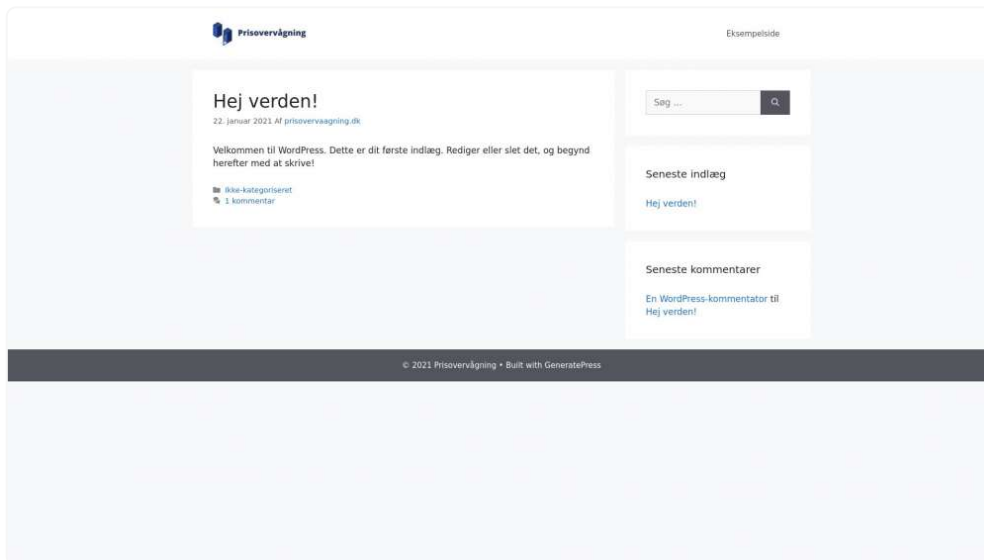 Prisovervågning
Eksempelside
Hej verden!
22. januar 2021 Af prisovervaagning.dk
Velkommen til WordPress. Dette er dit første indlæg. Rediger eller slet det, og begynd
herefter med at skrive!
Ikke-kategoriseret
1 kommentar
Søg ...
Seneste indlæg
Hej verden!
Seneste kommentarer
En WordPress-kommentator til
Hej verden!
© 2021 Prisovervågning • Built with GeneratePress